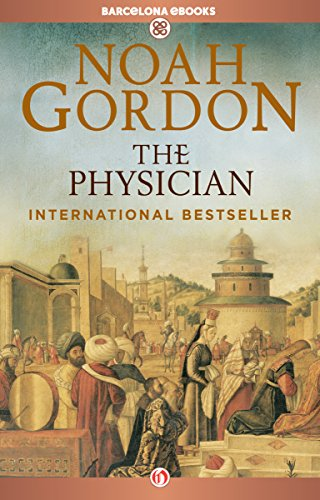 BARCELONA eBOOKS
NOAH
GORDON
THE
PHYSICIAN
INTERNATIONAL BESTSELLER